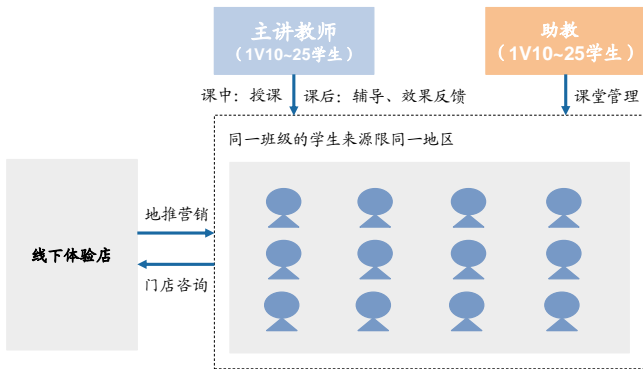 主讲教师
（1V10~25学生）
助教
（1V10~25学生）
课中：授课
课后：辅导、效果反馈
课堂管理
同一班级的学生来源限同一地区
地推营销
线下体验店
门店咨询